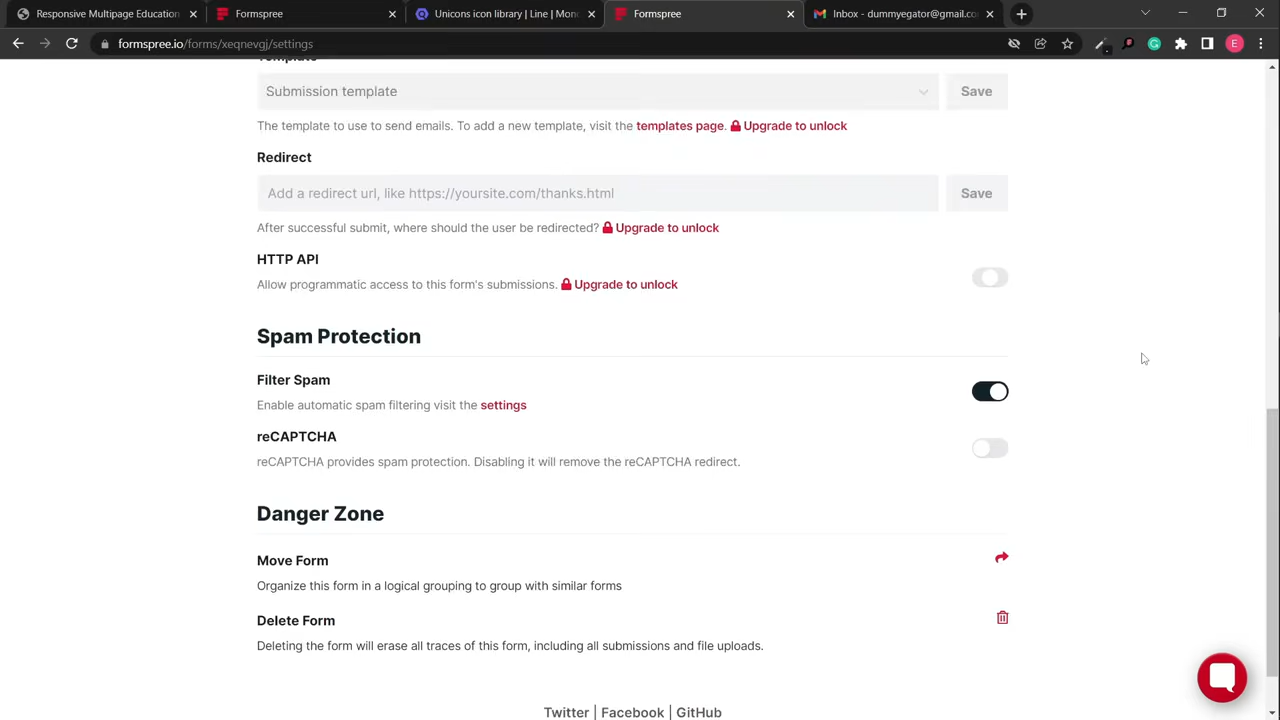 Responsive Multipage Education
Formspree
Unicons icon library | Line | Mono
Formspree
Inbox - dummyegator@gmail.co
formspree.io/forms/xeqnevgj/settings
E
Template
Submission template
Save
The template to use to send emails. To add a new template, visit the templates page. Upgrade to unlock
Redirect
Add a redirect url, like https://yoursite.com/thanks.html
Save
After successful submit, where should the user be redirected? Upgrade to unlock
HTTP API
Allow programmatic access to this form's submissions. Upgrade to unlock
Spam Protection
Filter Spam
Enable automatic spam filtering visit the settings
reCAPTCHA
reCAPTCHA provides spam protection. Disabling it will remove the reCAPTCHA redirect.
Danger Zone
Move Form
Organize this form in a logical grouping to group with similar forms
Delete Form
Deleting the form will erase all traces of this form, including all submissions and file uploads.
Twitter | Facebook | GitHub